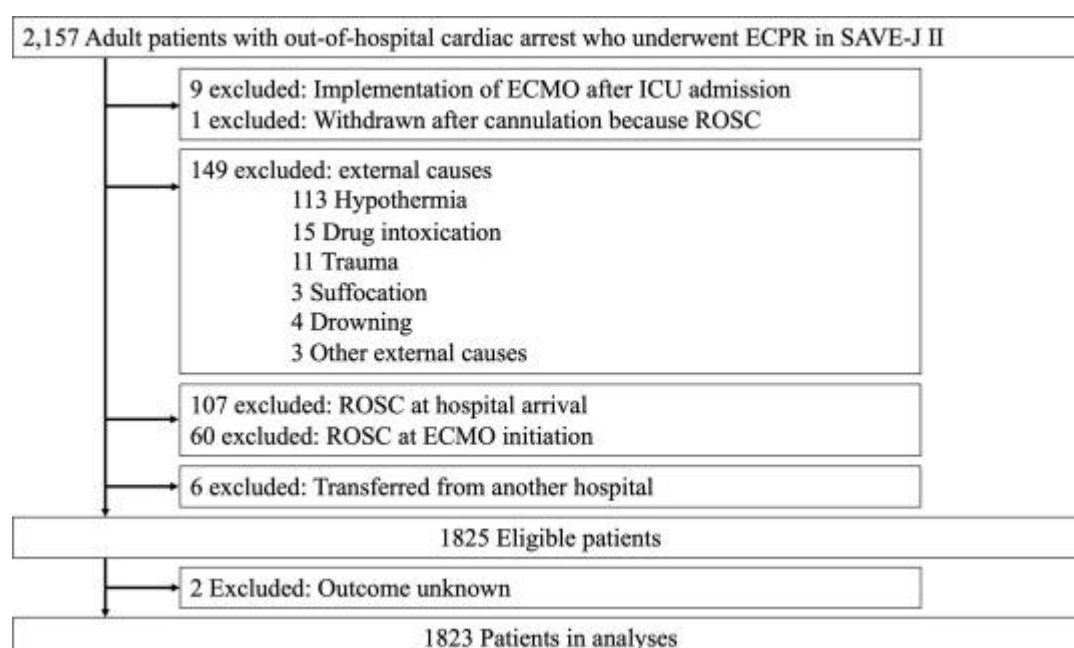 2,157 Adult patients with out-of-hospital cardiac arrest who underwent ECPR in SAVE-J II
9 excluded: Implementation of ECMO after ICU admission
1 excluded: Withdrawn after cannulation because ROSC
149 excluded: external causes
113 Hypothermia
15 Drug intoxication
11 Trauma
3 Suffocation
4 Drowning
3 Other external causes
107 excluded: ROSC at hospital arrival
60 excluded: ROSC at ECMO initiation
6 excluded: Transferred from another hospital
1825 Eligible patients
2 Excluded: Outcome unknown
1823 Patients in analyses